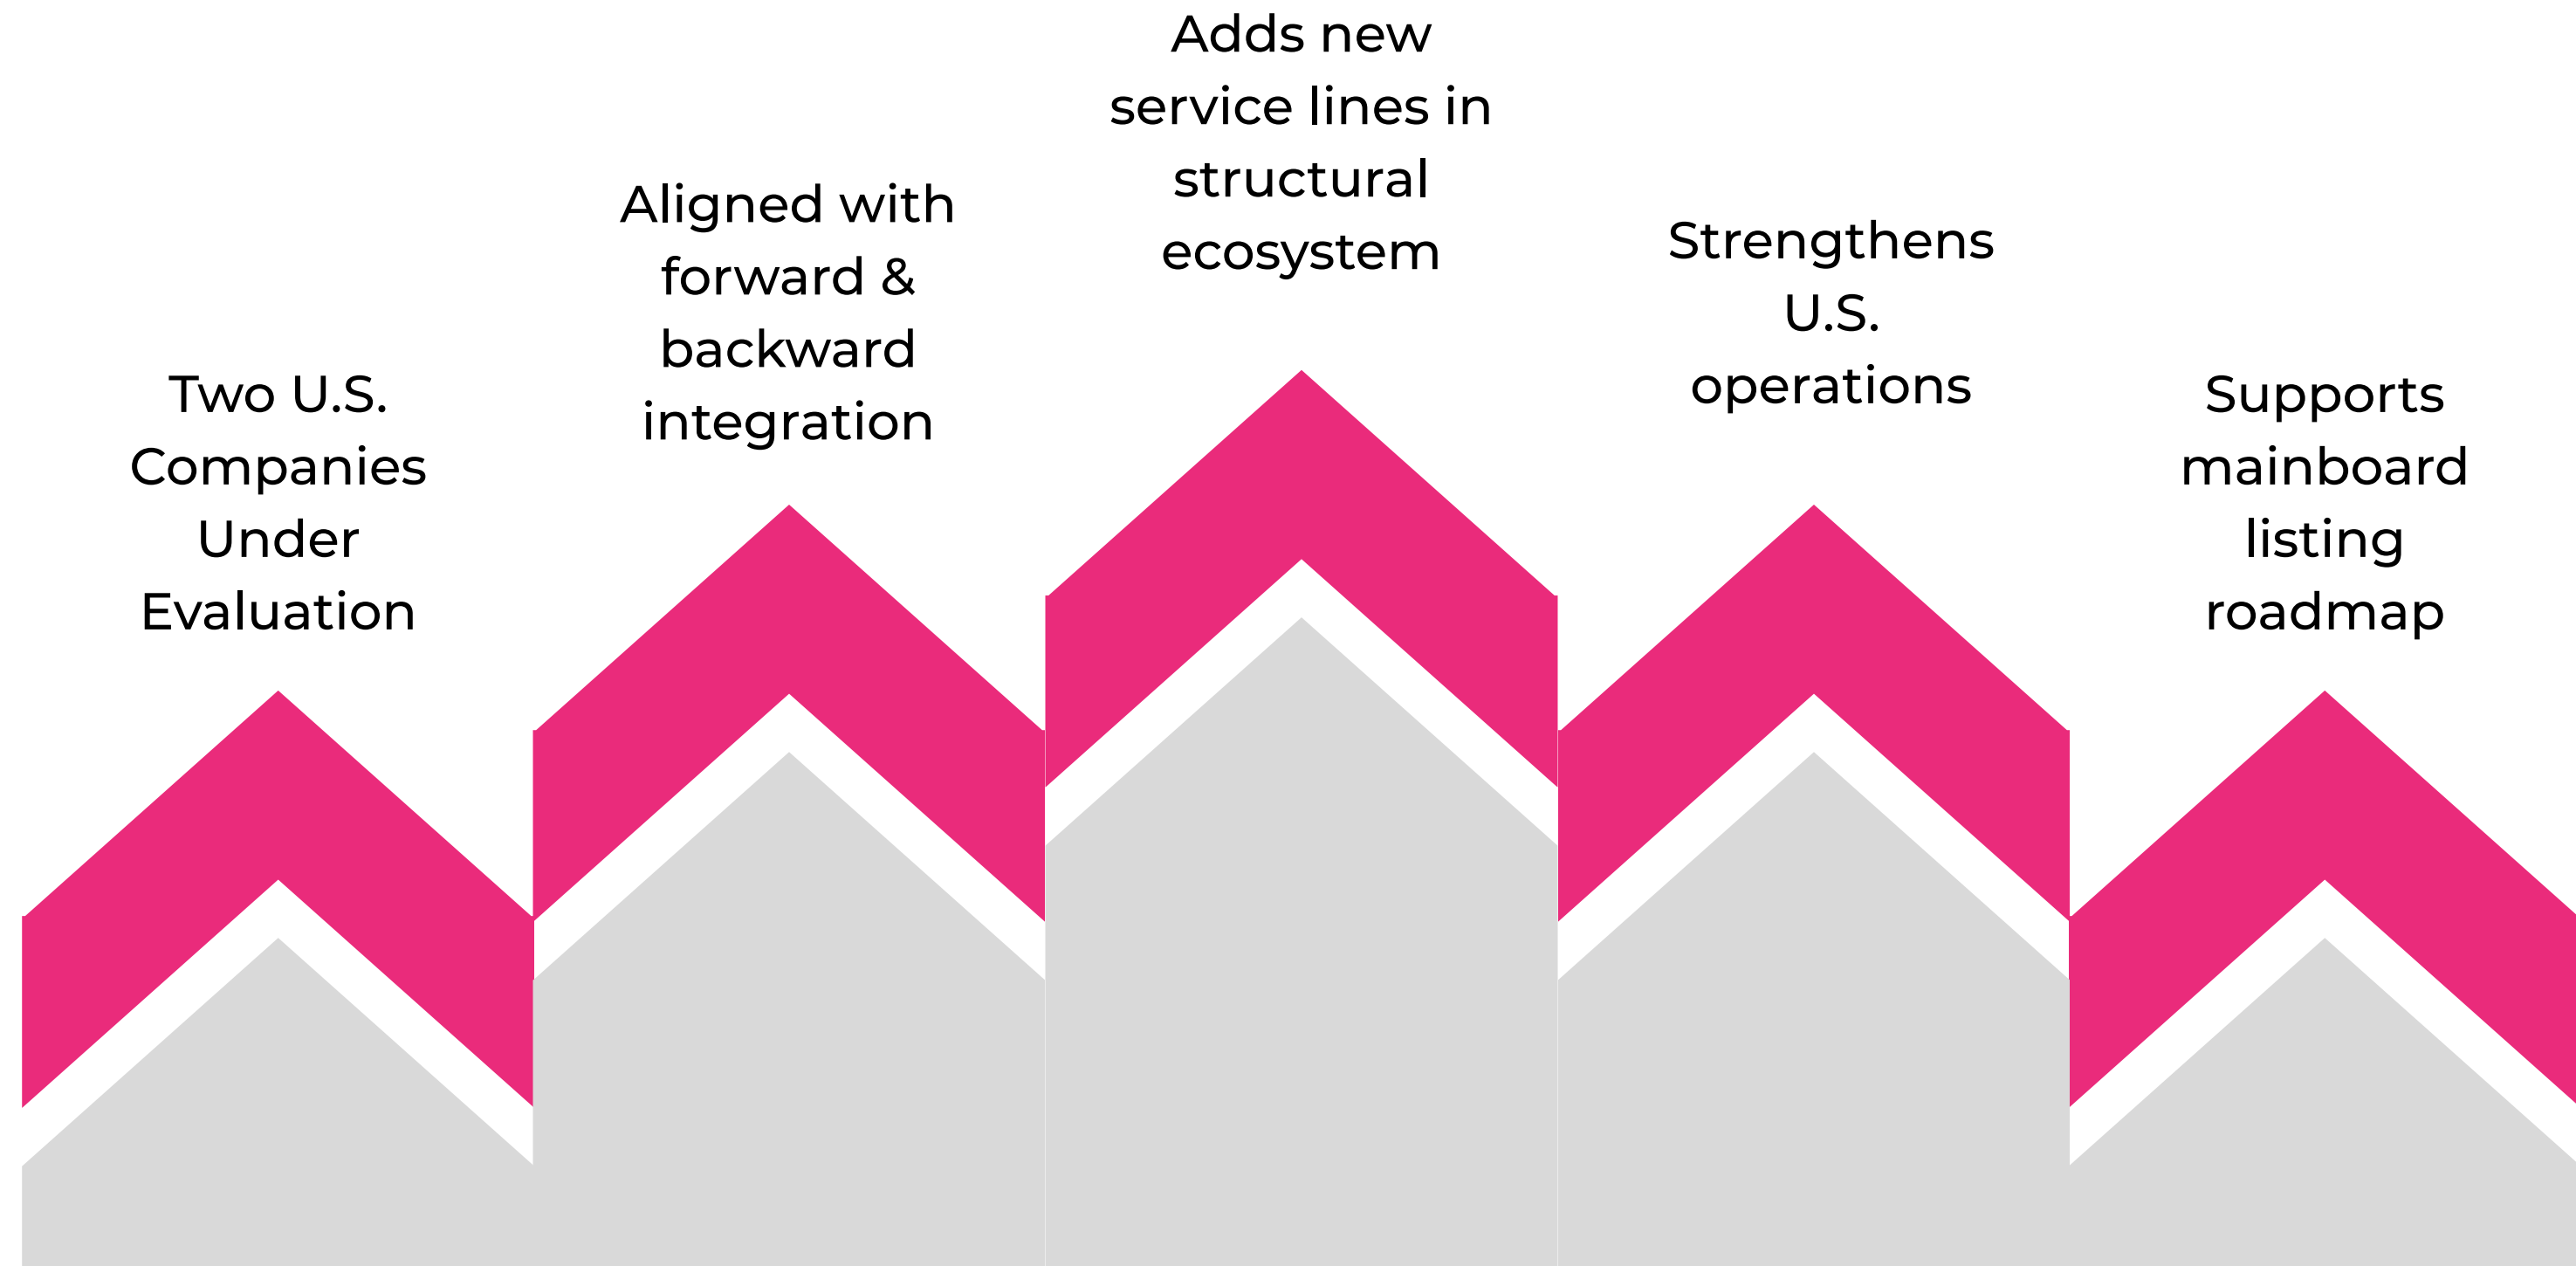 Two U.S.
Companies
Under
Evaluation
Aligned with
forward &
backward
integration
Adds new
service lines in
structural
ecosystem
Strengthens
U.S.
operations
Supports
mainboard
listing
roadmap